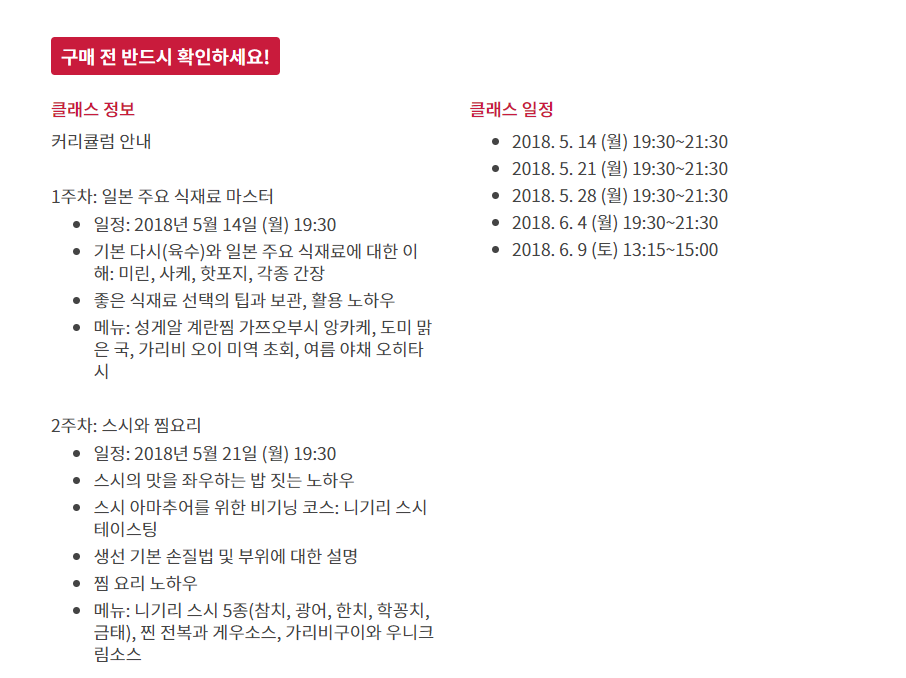 구매 전 반드시 확인하세요!
클래스 정보
커리큘럼 안내
1주차: 일본 주요 식재료 마스터
일정: 2018년 5월 14일 (월) 19:30
기본 다시(육수)와 일본 주요 식재료에 대한 이
해: 미린, 사케, 핫포지, 각종 간장
좋은 식재료 선택의 팁과 보관, 활용 노하우
메뉴: 성게알 계란찜 가쯔오부시 앙카케, 도미 맑
은 국, 가리비 오이 미역 초회, 여름 야채 오히타
시
2주차: 스시와 찜요리
일정: 2018년 5월 21일 (월) 19:30
스시의 맛을 좌우하는 밥 짓는 노하우
스시 아마추어를 위한 비기닝 코스: 니기리 스시
테이스팅
생선 기본 손질법 및 부위에 대한 설명
찜 요리 노하우
메뉴: 니기리 스시 5종(참치, 광어, 한치, 학꽁치,
금태), 찐 전복과 게우소스, 가리비구이와 우니크
림소스
클래스 일정
2018. 5. 14 (월) 19:30~21:30
2018. 5. 21 (월) 19:30~21:30
2018. 5. 28 (월) 19:30~21:30
2018. 6. 4 (월) 19:30~21:30
2018. 6. 9 (토) 13:15~15:00